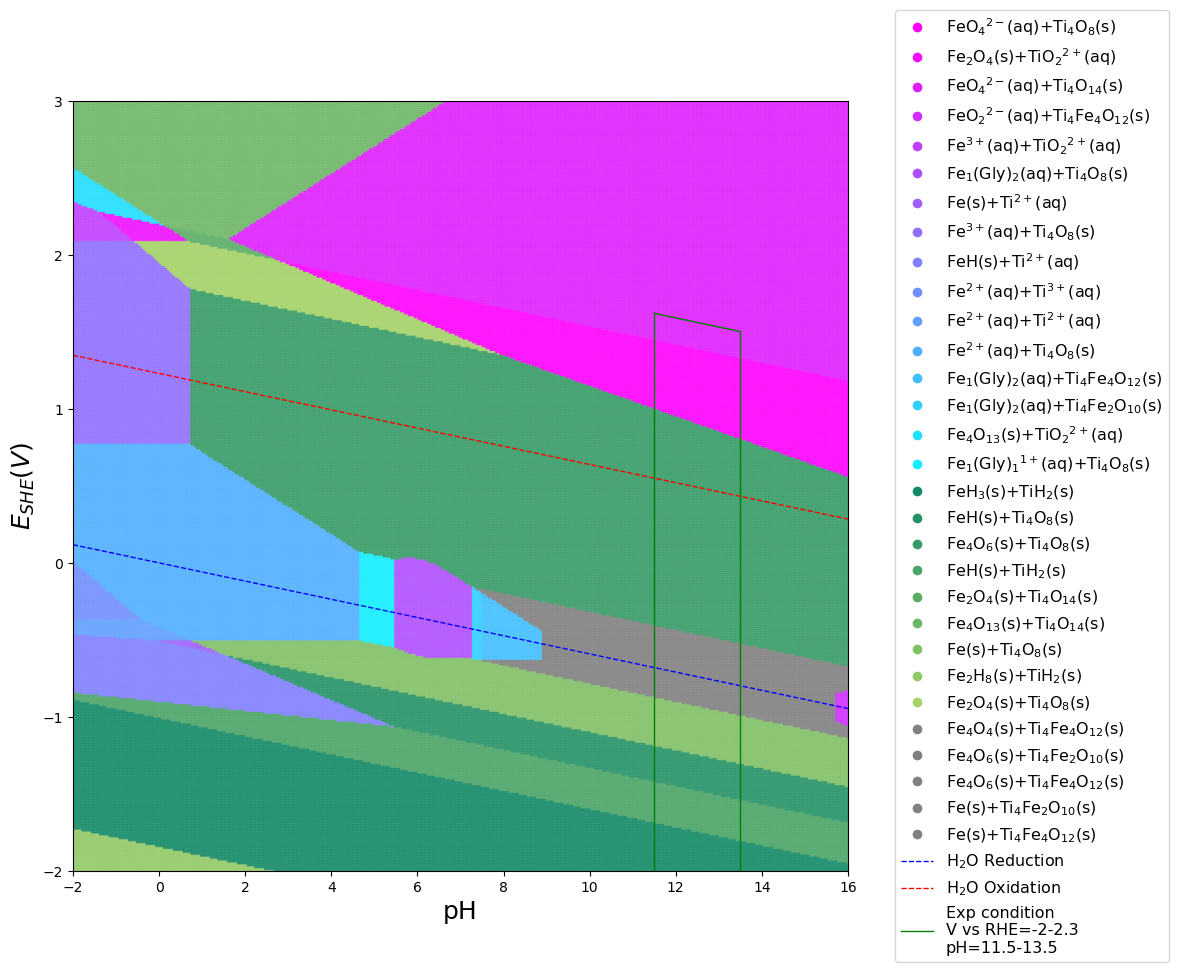 3
2
1
0
−1
−2
−2
0
2
4
6
8
10
12
14
16
E_SHE(V)
pH
FeO₄²⁻(aq)+Ti₄O₈(s)
Fe₂O₄(s)+TiO₂²⁺(aq)
FeO₄²⁻(aq)+Ti₄O₁₄(s)
FeO₂²⁻(aq)+Ti₄Fe₄O₁₂(s)
Fe³⁺(aq)+TiO₂²⁺(aq)
Fe₁(Gly)₂(aq)+Ti₄O₈(s)
Fe(s)+Ti²⁺(aq)
Fe³⁺(aq)+Ti₄O₈(s)
FeH(s)+Ti²⁺(aq)
Fe²⁺(aq)+Ti³⁺(aq)
Fe²⁺(aq)+Ti²⁺(aq)
Fe²⁺(aq)+Ti₄O₈(s)
Fe₁(Gly)₂(aq)+Ti₄Fe₄O₁₂(s)
Fe₁(Gly)₂(aq)+Ti₄Fe₂O₁₀(s)
Fe₄O₁₃(s)+TiO₂²⁺(aq)
Fe₁(Gly)₁¹⁺(aq)+Ti₄O₈(s)
FeH₃(s)+TiH₂(s)
FeH(s)+Ti₄O₈(s)
Fe₄O₆(s)+Ti₄O₈(s)
FeH(s)+TiH₂(s)
Fe₂O₄(s)+Ti₄O₁₄(s)
Fe₄O₁₃(s)+Ti₄O₁₄(s)
Fe(s)+Ti₄O₈(s)
Fe₂H₈(s)+TiH₂(s)
Fe₂O₄(s)+Ti₄O₈(s)
Fe₄O₄(s)+Ti₄Fe₄O₁₂(s)
Fe₄O₆(s)+Ti₄Fe₂O₁₀(s)
Fe₄O₆(s)+Ti₄Fe₄O₁₂(s)
Fe(s)+Ti₄Fe₂O₁₀(s)
Fe(s)+Ti₄Fe₄O₁₂(s)
H₂O Reduction
H₂O Oxidation
Exp condition
V vs RHE=-2-2.3
pH=11.5-13.5